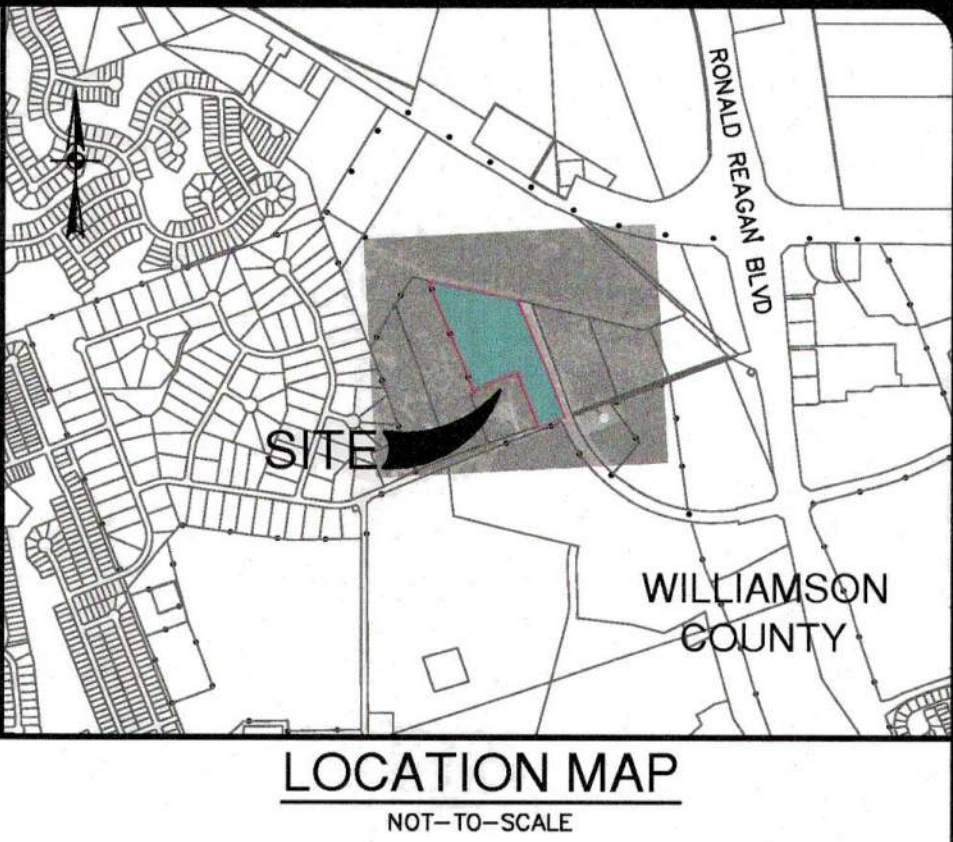 RONALD REAGAN BLVD
SITE
WILLIAMSON
COUNTY
LOCATION MAP
NOT-TO-SCALE